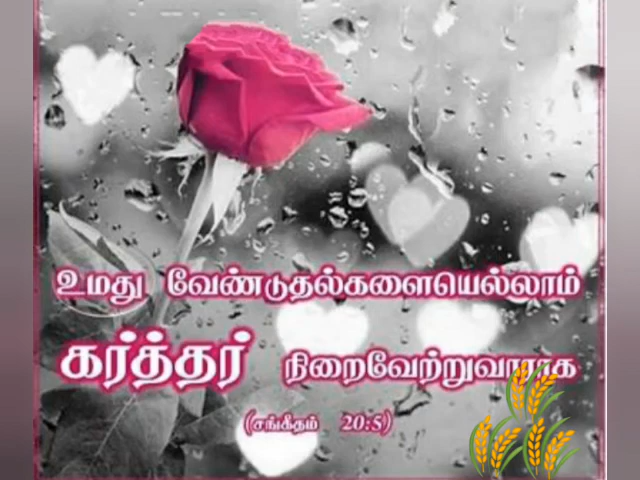 உமது வேண்டுதல்களையெல்லாம்
கர்த்தர் நிறைவேற்றுவாராக
(சங்கீதம் 20:5)